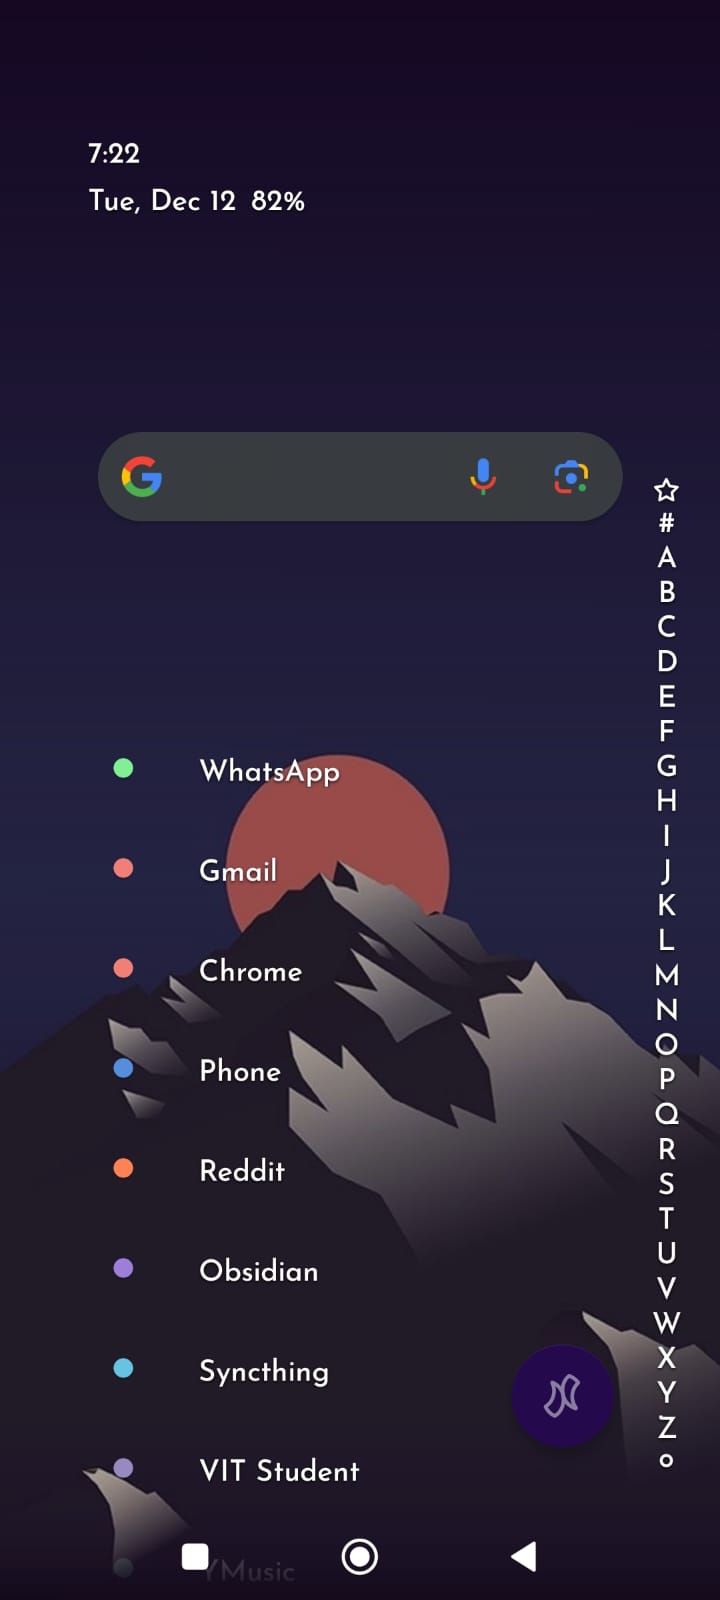 7:22
Tue, Dec 12 82%
G
☆
#
A
B
C
D
E
F
G
H
I
J
K
L
M
N
O
P
Q
R
S
T
U
V
W
X
Y
Z
WhatsApp
Gmail
Chrome
Phone
Reddit
Obsidian
Syncthing
VIT Student
YMusic